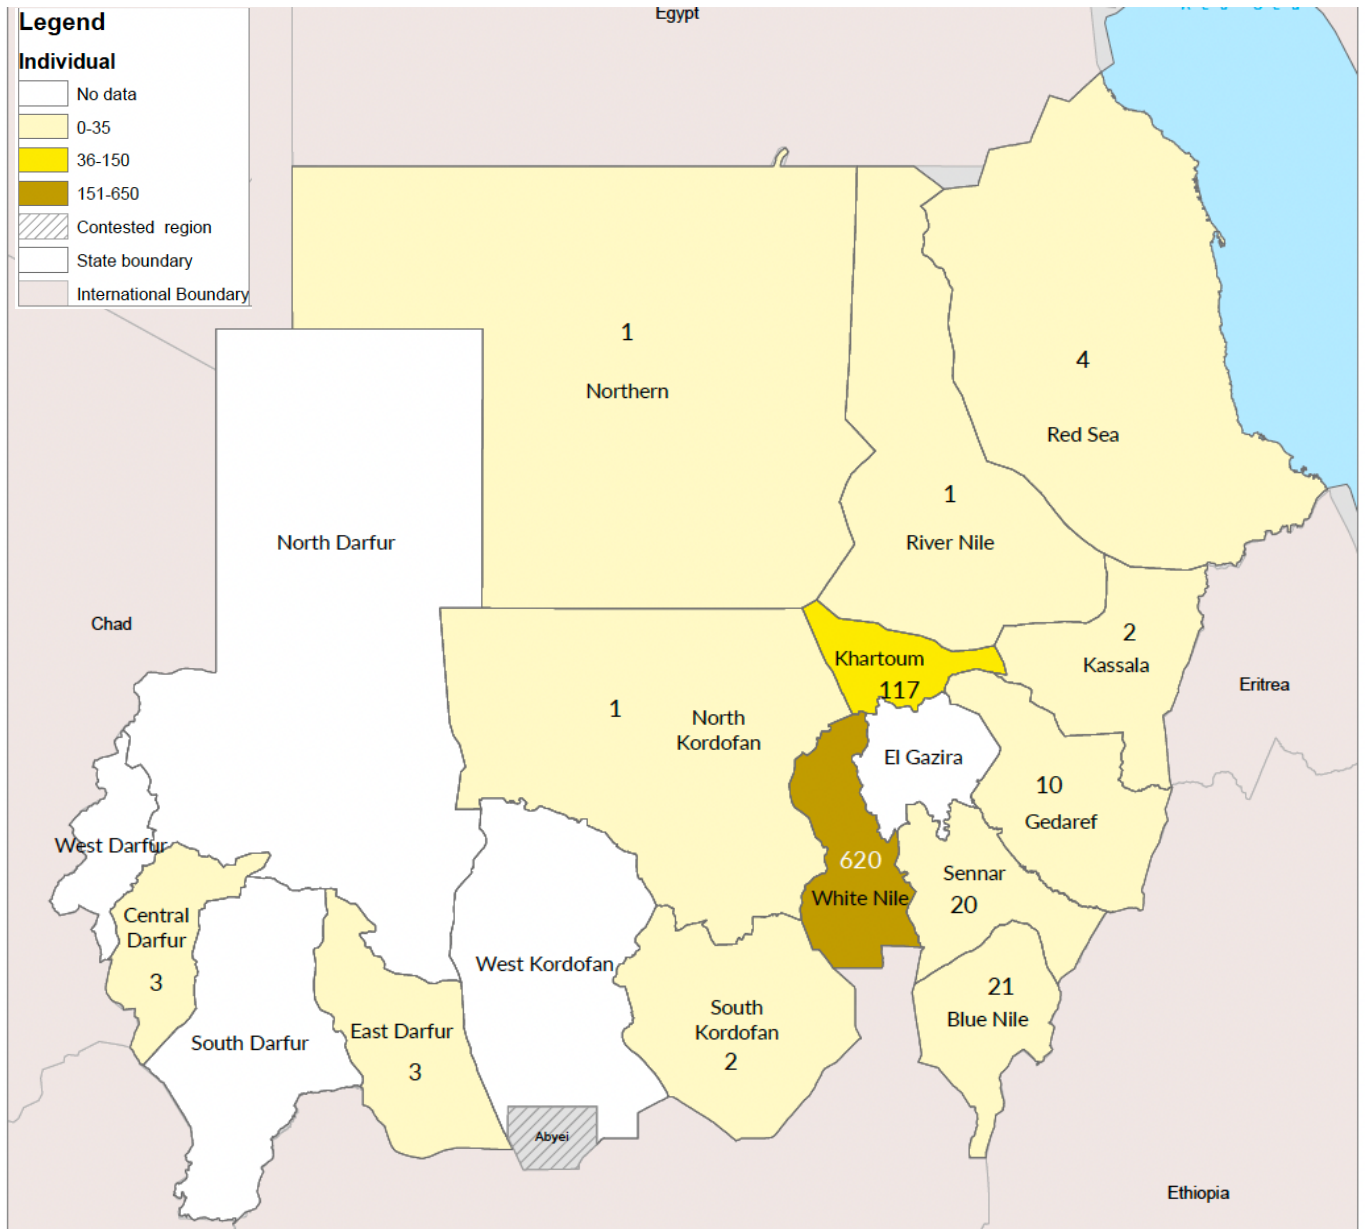 Legend
Individual
No data
0-35
36-150
151-650
Contested region
State boundary
International Boundary
Egypt
Red Sea
1
Northern
4
Red Sea
1
River Nile
North Darfur
Chad
2
Kassala
Eritrea
Khartoum
117
1
North
Kordofan
El Gazira
10
Gedaref
West Darfur
620
White Nile
Sennar
20
Central
Darfur
3
West Kordofan
21
Blue Nile
South
Kordofan
2
South Darfur
East Darfur
3
Abyei
Ethiopia